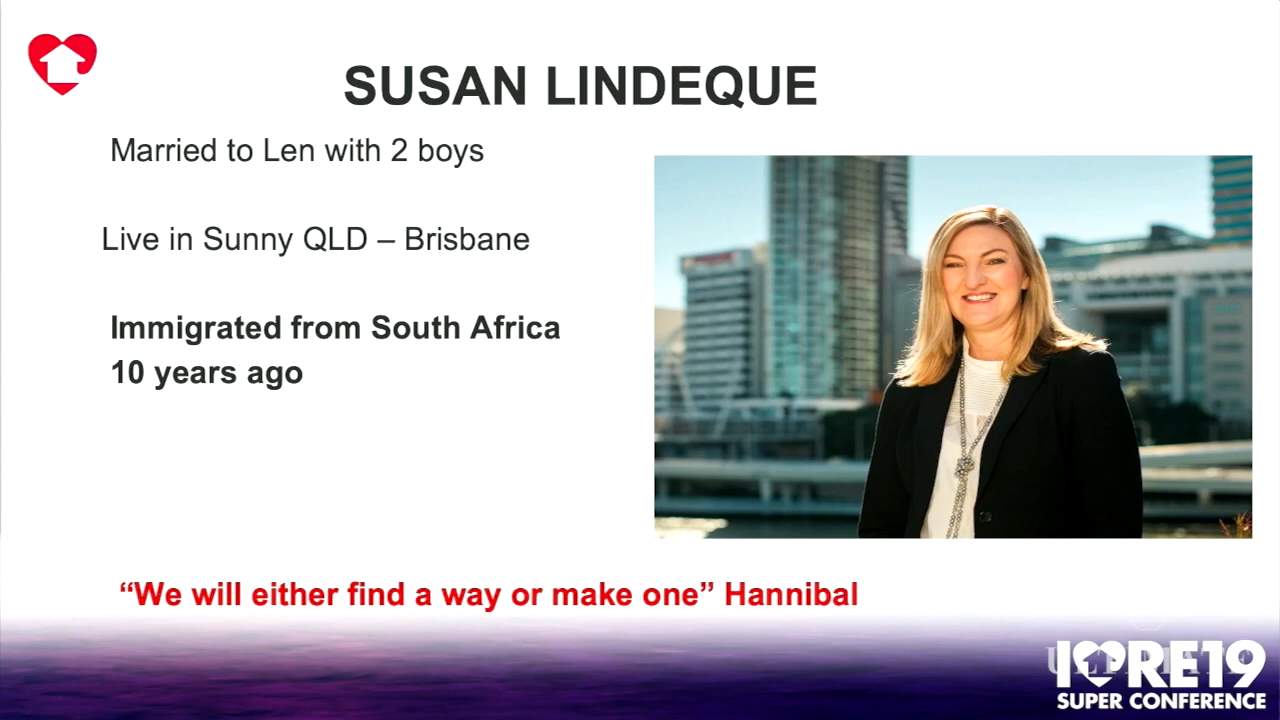 SUSAN LINDEQUE
Married to Len with 2 boys
Live in Sunny QLD – Brisbane
Immigrated from South Africa
10 years ago
“We will either find a way or make one” Hannibal
I RE19
SUPER CONFERENCE